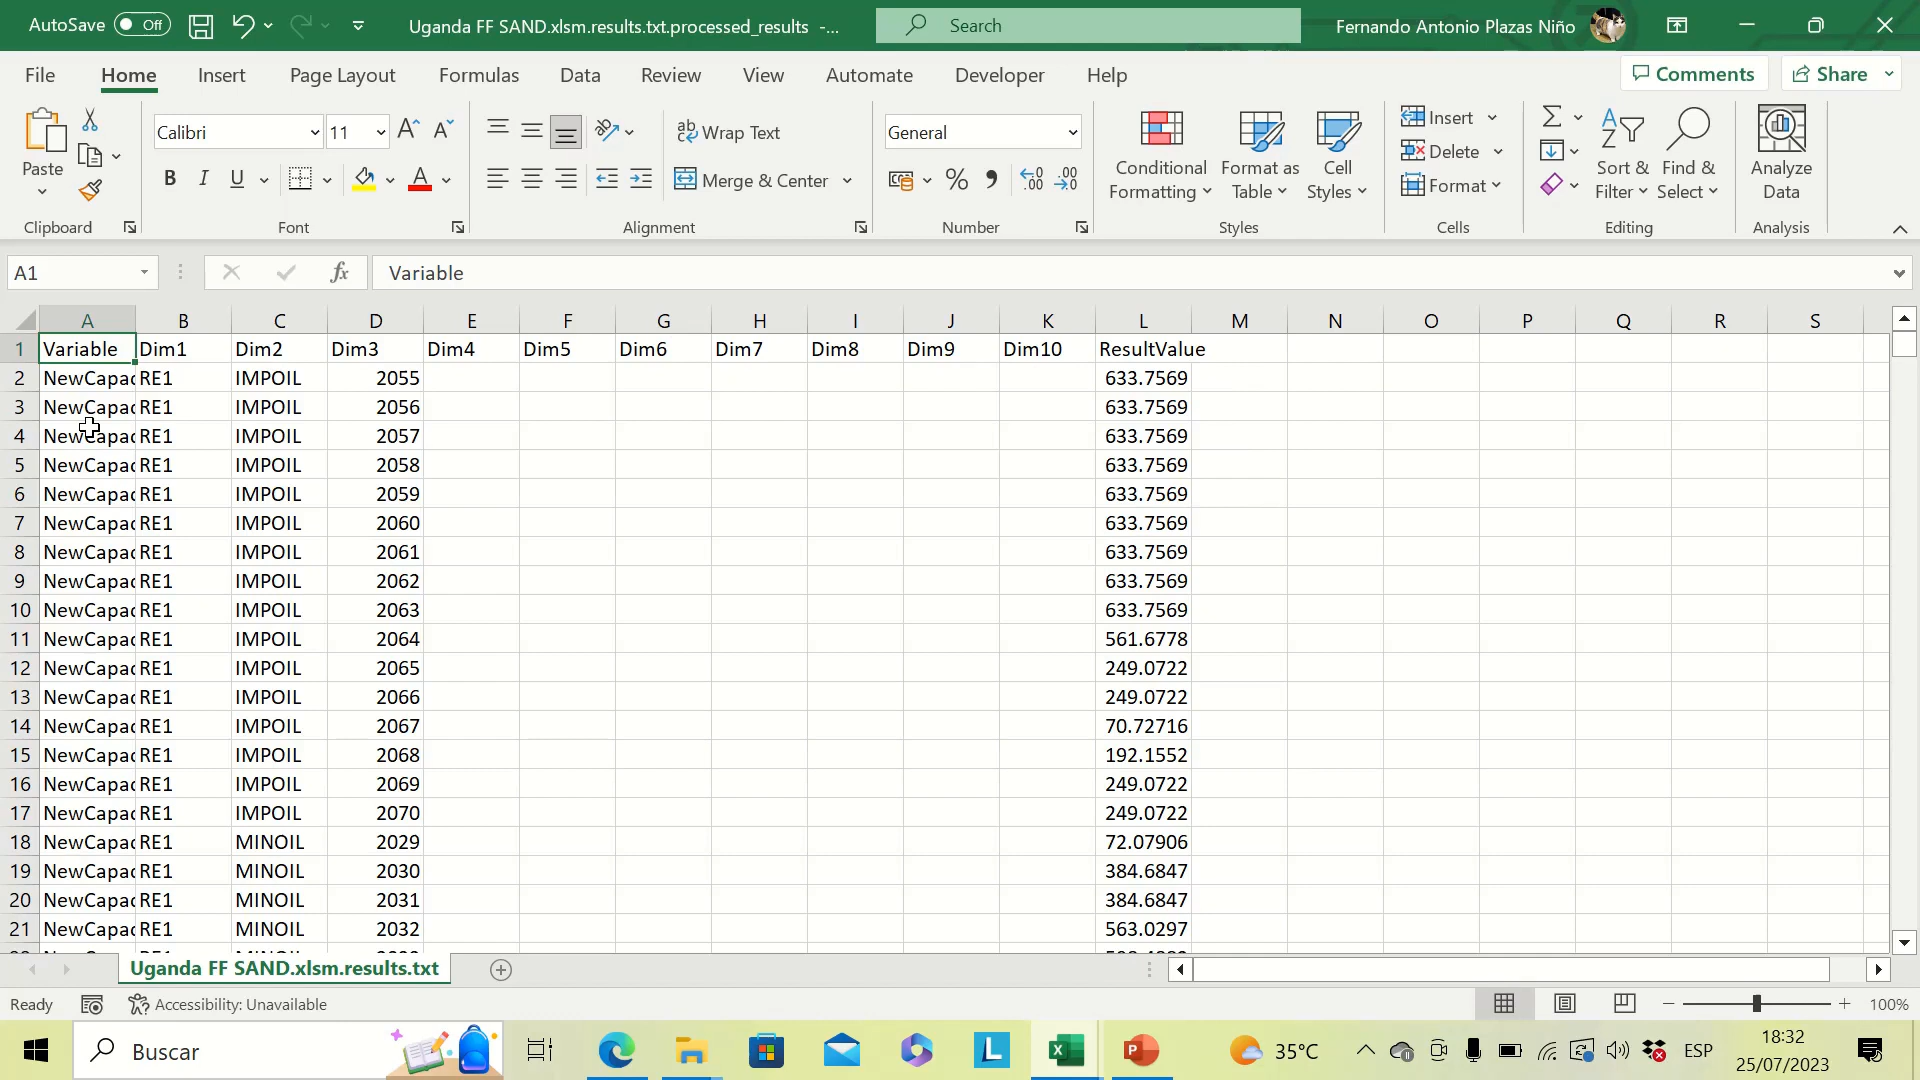 AutoSave Off Uganda FF SAND.xlsm.results.txt.processed_results -... Search Fernando Antonio Plazas Niño
File Home Insert Page Layout Formulas Data Review View Automate Developer Help Comments Share
Paste Calibri 11 Wrap Text General Conditional Formatting Format as Table Cell Styles Insert Sort & Filter Find & Select Analyze Data
B I U Merge & Center Delete
Format
Clipboard Font Alignment Number Styles Cells Editing Analysis
A1 fx Variable
A B C D E F G H I J K L M N O P Q R S
1 Variable Dim1 Dim2 Dim3 Dim4 Dim5 Dim6 Dim7 Dim8 Dim9 Dim10 ResultValue
2 NewCapac RE1 IMPOIL 2055 633.7569
3 NewCapac RE1 IMPOIL 2056 633.7569
4 NewCapac RE1 IMPOIL 2057 633.7569
5 NewCapac RE1 IMPOIL 2058 633.7569
6 NewCapac RE1 IMPOIL 2059 633.7569
7 NewCapac RE1 IMPOIL 2060 633.7569
8 NewCapac RE1 IMPOIL 2061 633.7569
9 NewCapac RE1 IMPOIL 2062 633.7569
10 NewCapac RE1 IMPOIL 2063 633.7569
11 NewCapac RE1 IMPOIL 2064 561.6778
12 NewCapac RE1 IMPOIL 2065 249.0722
13 NewCapac RE1 IMPOIL 2066 249.0722
14 NewCapac RE1 IMPOIL 2067 70.72716
15 NewCapac RE1 IMPOIL 2068 192.1552
16 NewCapac RE1 IMPOIL 2069 249.0722
17 NewCapac RE1 IMPOIL 2070 249.0722
18 NewCapac RE1 MINOIL 2029 72.07906
19 NewCapac RE1 MINOIL 2030 384.6847
20 NewCapac RE1 MINOIL 2031 384.6847
21 NewCapac RE1 MINOIL 2032 563.0297
Uganda FF SAND.xlsm.results.txt
Ready Accessibility: Unavailable 100%
Buscar 35°C ESP 18:32
25/07/2023